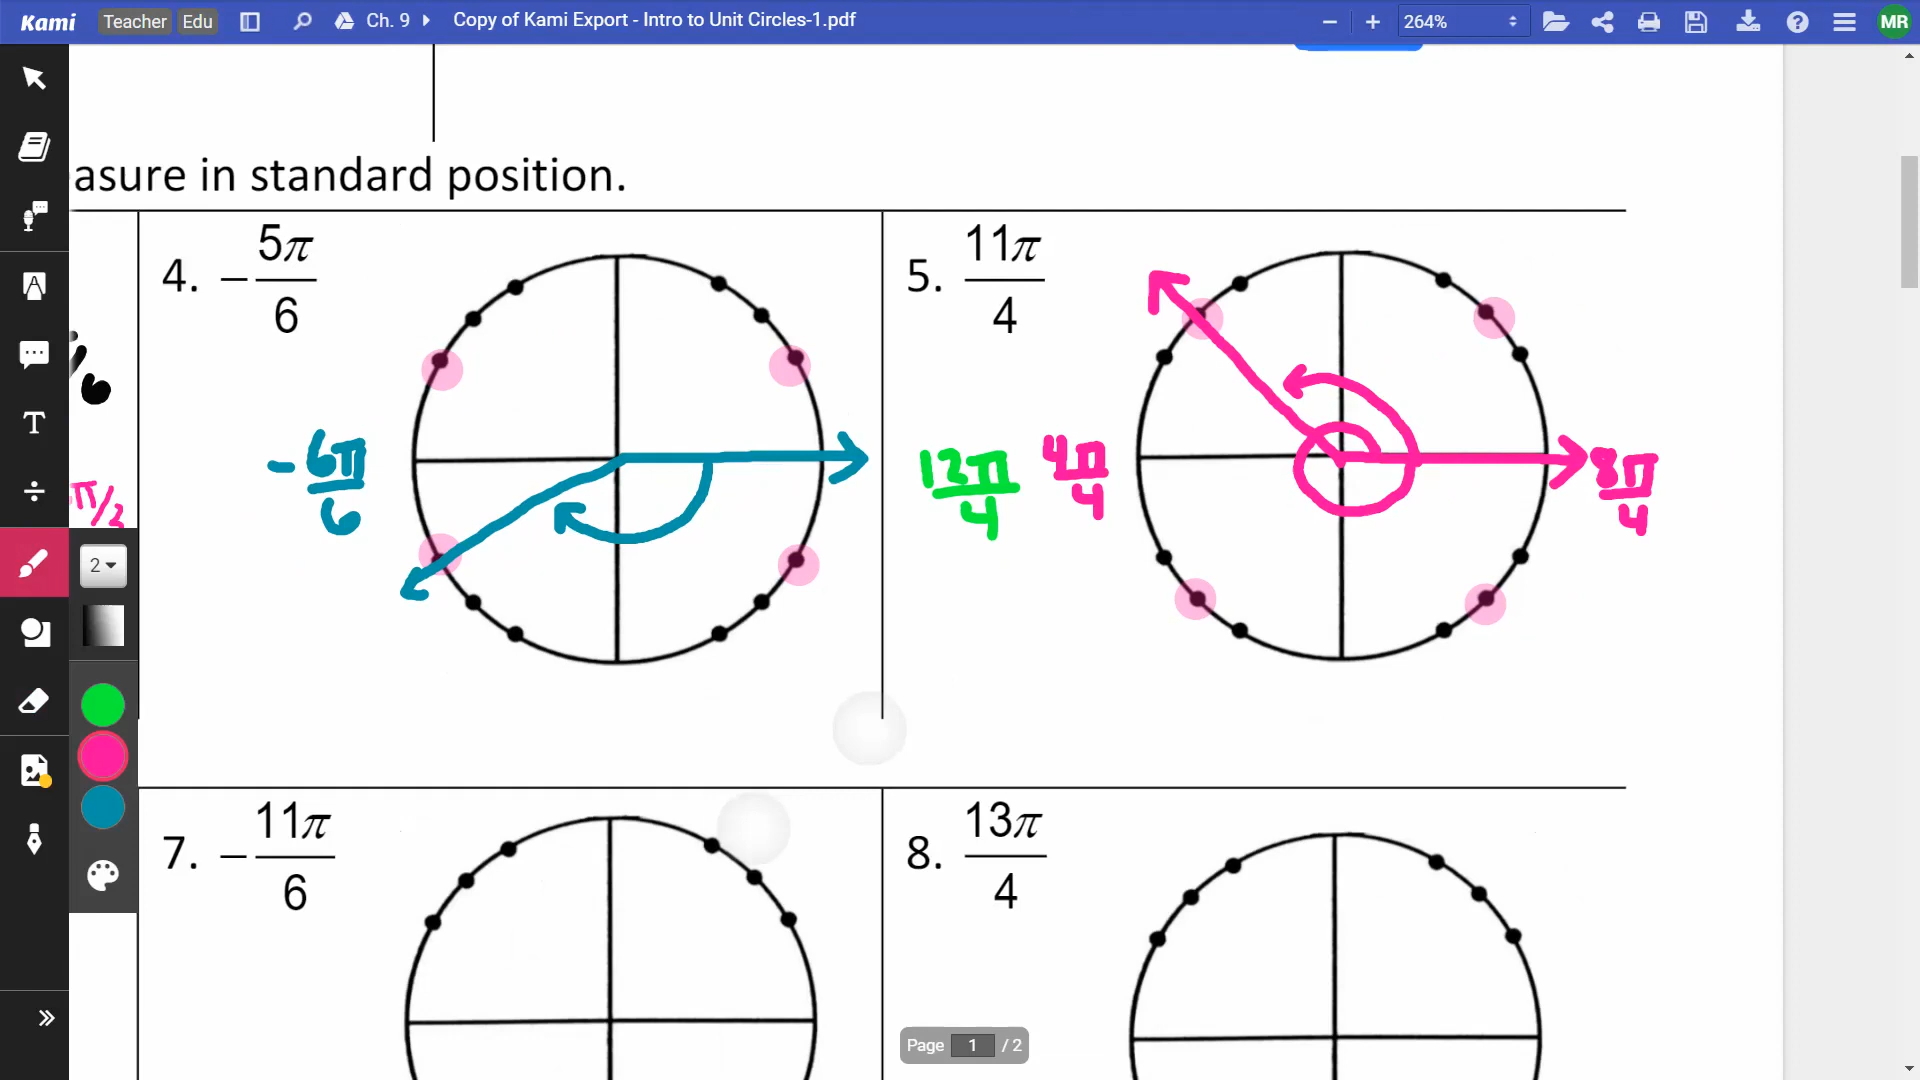 Kami Teacher Edu Ch. 9 Copy of Kami Export - Intro to Unit Circles-1.pdf 264% MR
asure in standard position.
4. - 5π/6
5. 11π/4
6
π/2
- 6π/6
12π/4
4π/4
8π/4
T
2
7. - 11π/6
8. 13π/4
Page 1 / 2